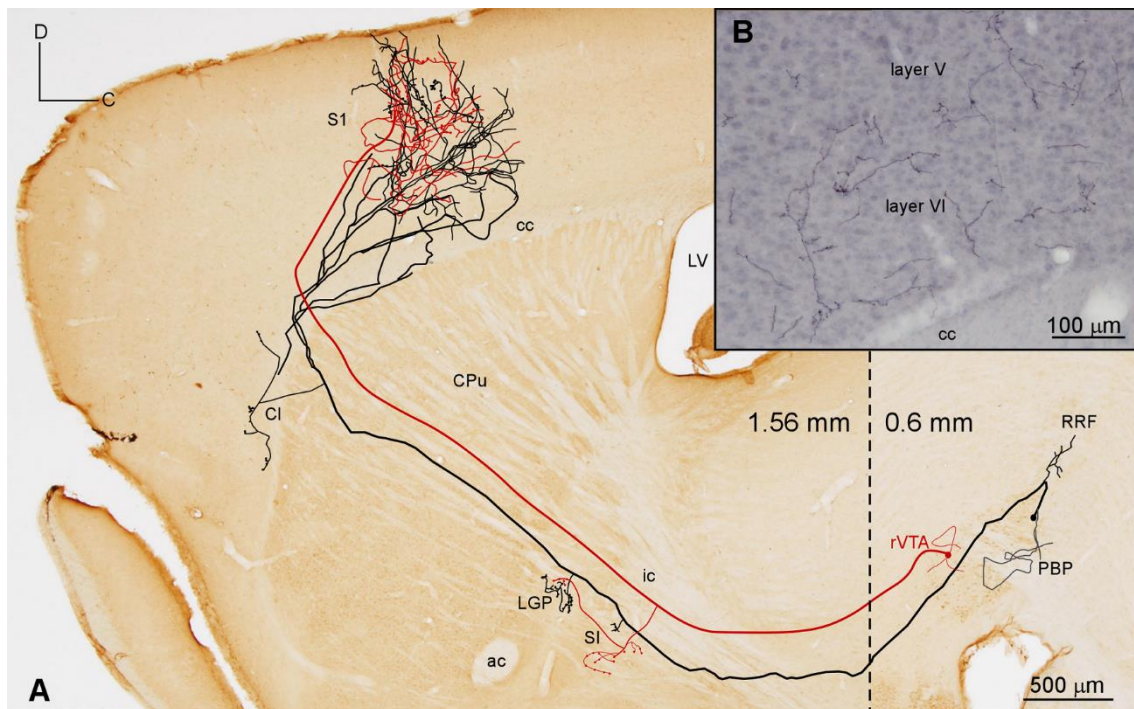 D
C
S1
cc
LV
B
layer V
layer VI
cc
100 μm
CPu
Cl
1.56 mm
0.6 mm
RRF
rVTA
PBP
ic
LGP
SI
ac
A
500 μm